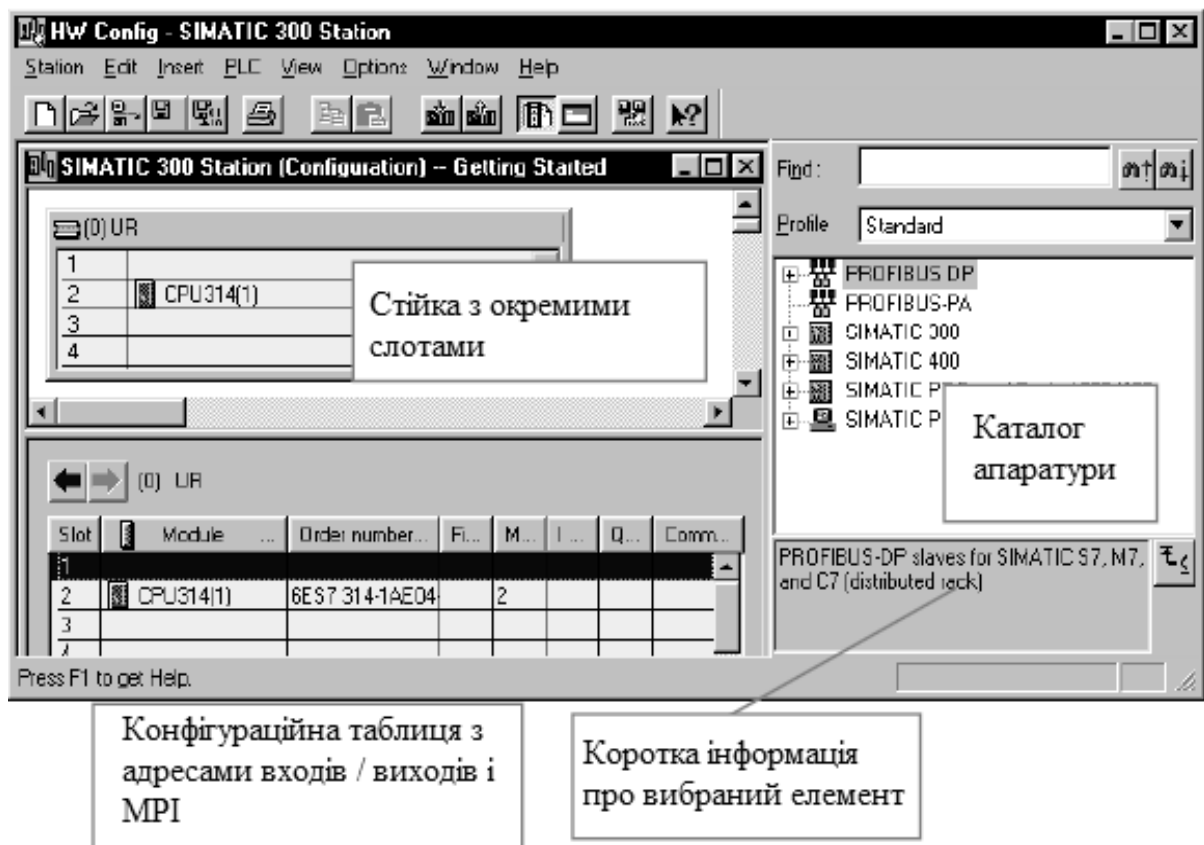 HW Config - SIMATIC 300 Station
Station Edit Insert PLC View Options Window Help
SIMATIC 300 Station (Configuration) -- Getting Started
(0) UR
1
2 CPU314(1)
3
4
Стійка з окремими
слотами
Find:
Profile Standard
PROFIBUS DP
PROFIBUS-PA
SIMATIC 300
SIMATIC 400
SIMATIC P
SIMATIC P
Каталог
апаратури
(0) UR
Slot Module ... Order number... Fi... M... I ... Q... Comm...
1
2 CPU314(1) 6ES7 314-1AE04- 2
3
4
PROFIBUS-DP slaves for SIMATIC S7, M7,
and C7 (distributed rack)
Press F1 to get Help.
Конфігураційна таблиця з
адресами входів / виходів і
MPI
Коротка інформація
про вибраний елемент